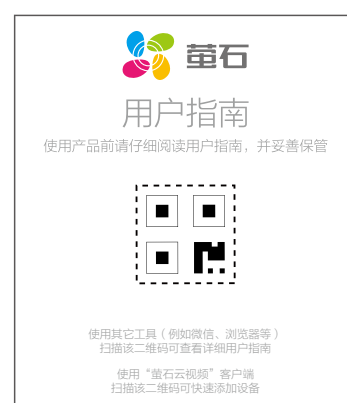 萤石
用户指南
使用产品前请仔细阅读用户指南，并妥善保管
使用其它工具（例如微信、浏览器等）
扫描该二维码可查看详细用户指南
使用“萤石云视频”客户端
扫描该二维码可快速添加设备